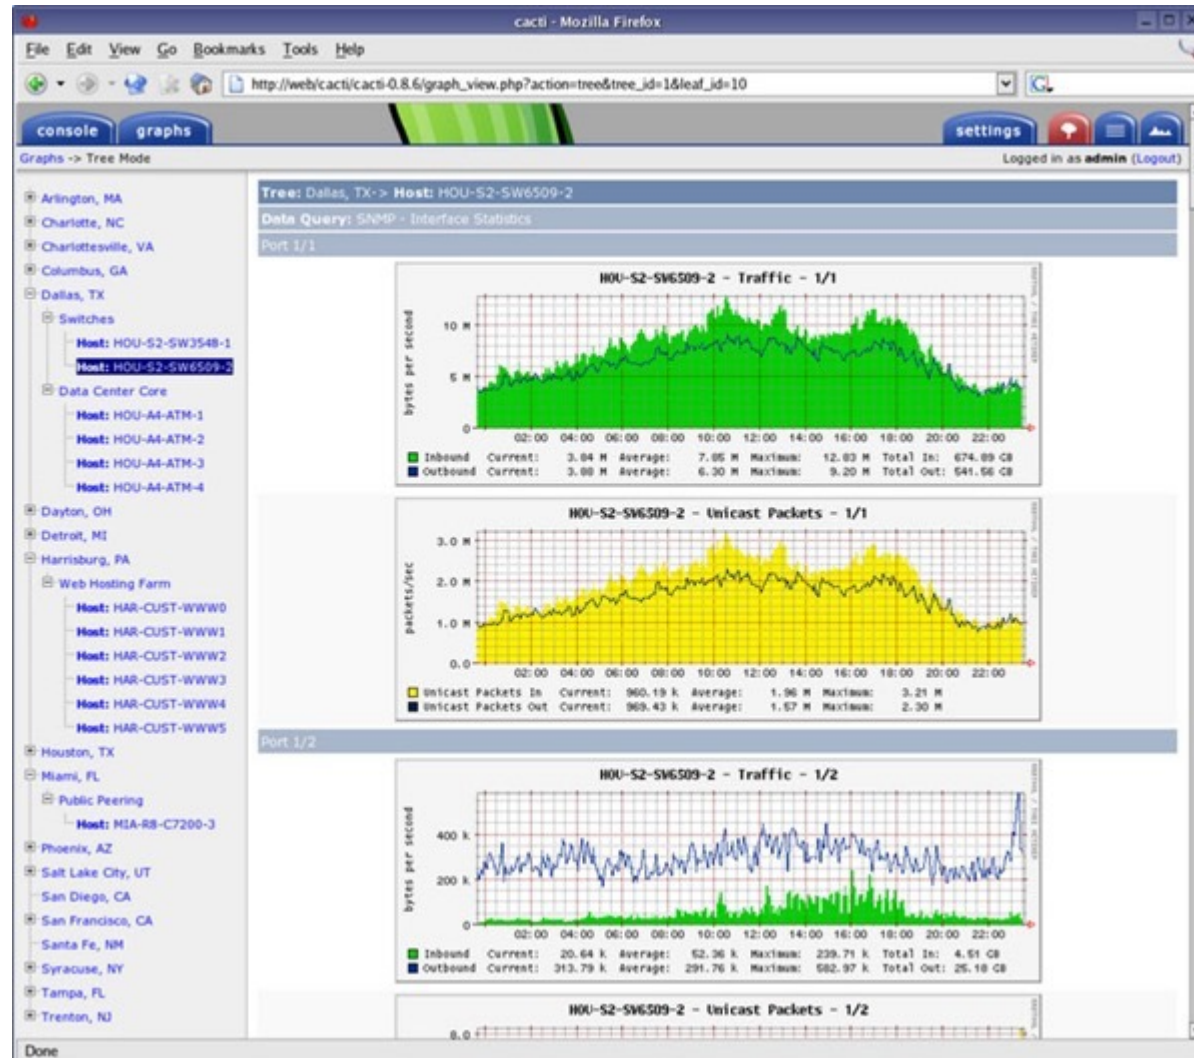 cacti - Mozilla Firefox
File Edit View Go Bookmarks Tools Help
http://web/cacti/cacti-0.8.6/graph_view.php?action=tree&tree_id=1&leaf_id=10
G.
console graphs settings
Graphs -> Tree Mode Logged in as admin (Logout)
Arlington, MA
Charlotte, NC
Charlottesville, VA
Columbus, GA
Dallas, TX
Switches
Host: HOU-S2-SW3548-1
Host: HOU-S2-SW6509-2
Data Center Core
Host: HOU-A4-ATM-1
Host: HOU-A4-ATM-2
Host: HOU-A4-ATM-3
Host: HOU-A4-ATM-4
Dayton, OH
Detroit, MI
Harrisburg, PA
Web Hosting Farm
Host: HAR-CUST-WWW0
Host: HAR-CUST-WWW1
Host: HAR-CUST-WWW2
Host: HAR-CUST-WWW3
Host: HAR-CUST-WWW4
Host: HAR-CUST-WWW5
Houston, TX
Miami, FL
Public Peering
Host: MIA-R8-C7200-3
Phoenix, AZ
Salt Lake City, UT
San Diego, CA
San Francisco, CA
Santa Fe, NM
Syracuse, NY
Tampa, FL
Trenton, NJ
Tree: Dallas, TX-> Host: HOU-S2-SW6509-2
Data Query: SNMP - Interface Statistics
Port 1/1
HOU-S2-SW6509-2 - Traffic - 1/1
bytes per second
10 M
5 M
0
02:00 04:00 06:00 08:00 10:00 12:00 14:00 16:00 18:00 20:00 22:00
Inbound Current: 3.84 M Average: 7.85 M Maximum: 12.83 M Total In: 674.89 GB
Outbound Current: 3.88 M Average: 6.30 M Maximum: 9.20 M Total Out: 541.56 GB
HOU-S2-SW6509-2 - Unicast Packets - 1/1
packets/sec
3.0 M
2.0 M
1.0 M
0.0
02:00 04:00 06:00 08:00 10:00 12:00 14:00 16:00 18:00 20:00 22:00
Unicast Packets In Current: 960.19 k Average: 1.96 M Maximum: 3.21 M
Unicast Packets Out Current: 969.43 k Average: 1.57 M Maximum: 2.30 M
Port 1/2
HOU-S2-SW6509-2 - Traffic - 1/2
bytes per second
400 k
200 k
0
02:00 04:00 06:00 08:00 10:00 12:00 14:00 16:00 18:00 20:00 22:00
Inbound Current: 20.64 k Average: 52.36 k Maximum: 239.71 k Total In: 4.51 GB
Outbound Current: 313.79 k Average: 291.76 k Maximum: 582.97 k Total Out: 25.18 GB
HOU-S2-SW6509-2 - Unicast Packets - 1/2
8.0
Done